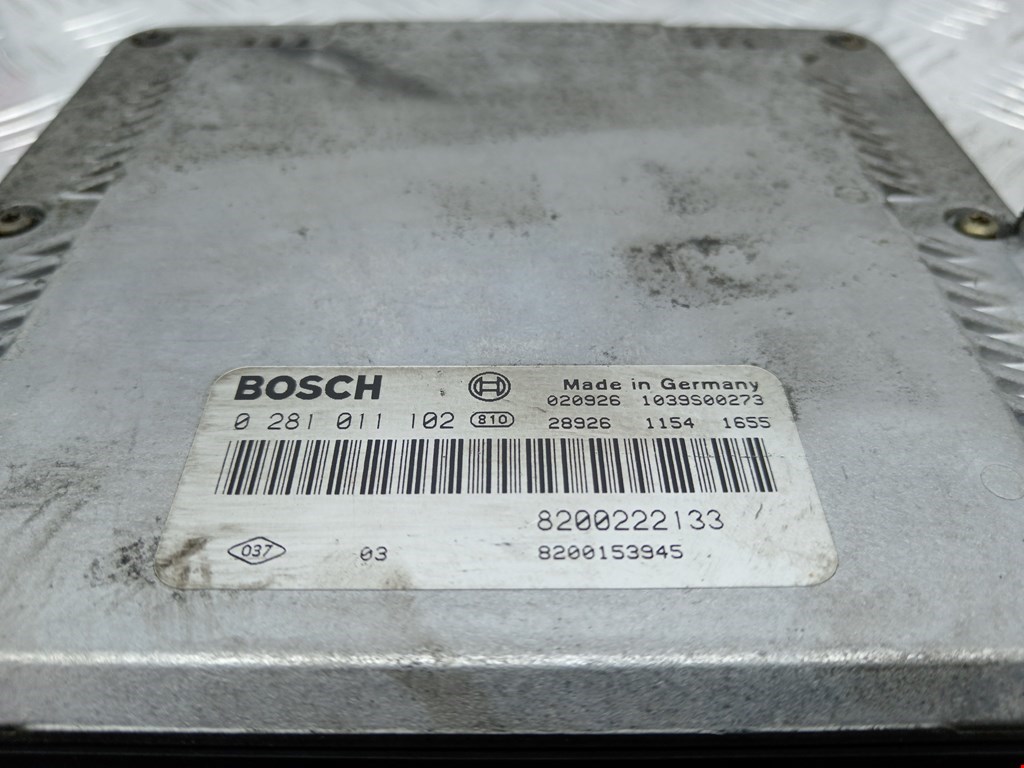 BOSCH
Made in Germany
020926 1039S00273
0 281 011 102 810 28926 1154 1655
8200222133
037 03 8200153945